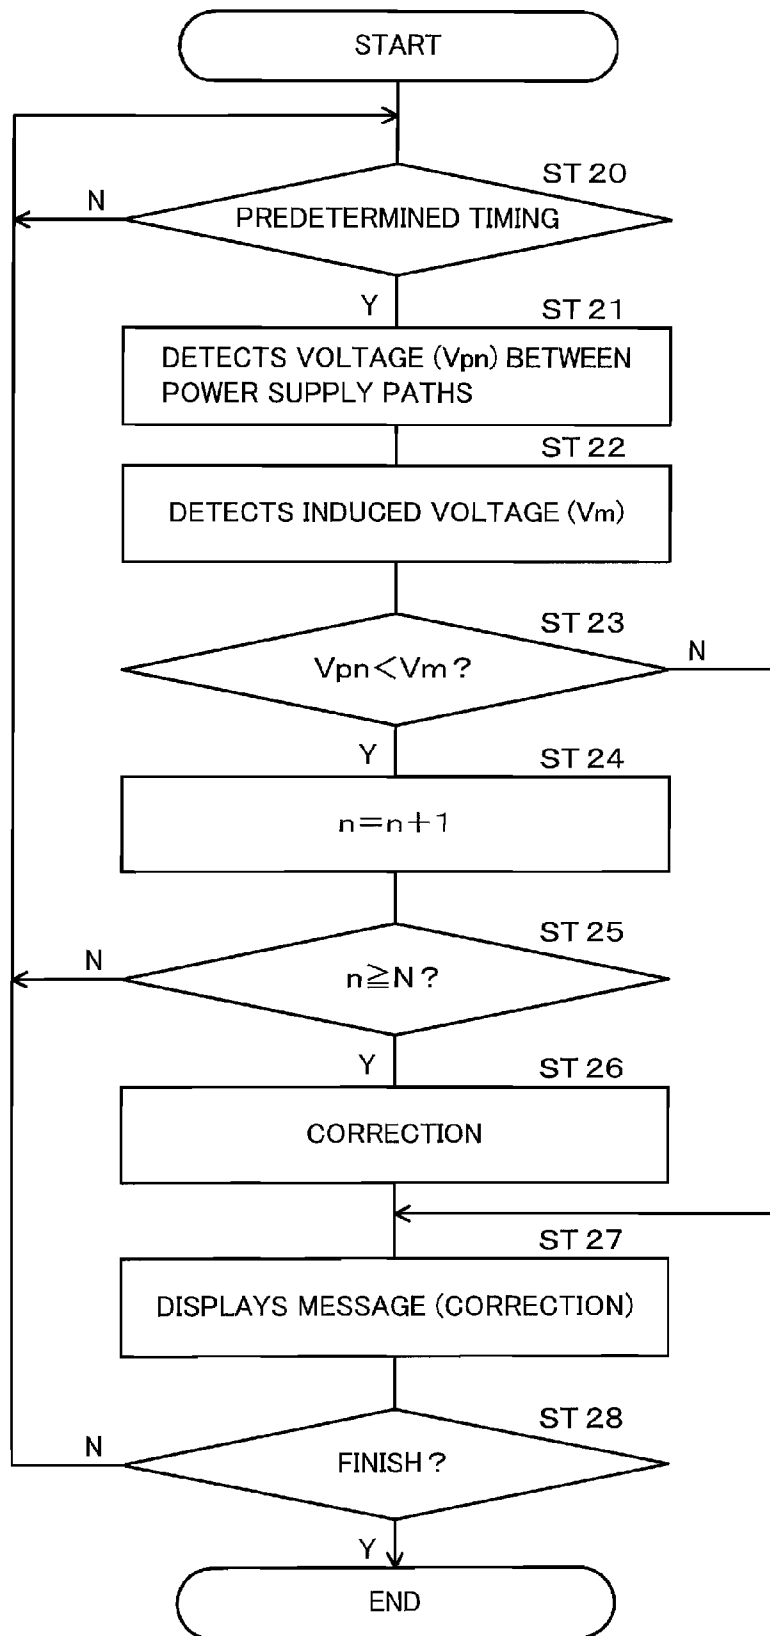 START
ST 20
N
PREDETERMINED TIMING
Y
ST 21
DETECTS VOLTAGE (Vpn) BETWEEN
POWER SUPPLY PATHS
ST 22
DETECTS INDUCED VOLTAGE (Vm)
ST 23
N
Vpn<Vm?
Y
ST 24
n=n+1
ST 25
N
n≧N?
Y
ST 26
CORRECTION
ST 27
DISPLAYS MESSAGE (CORRECTION)
ST 28
N
FINISH?
Y
END